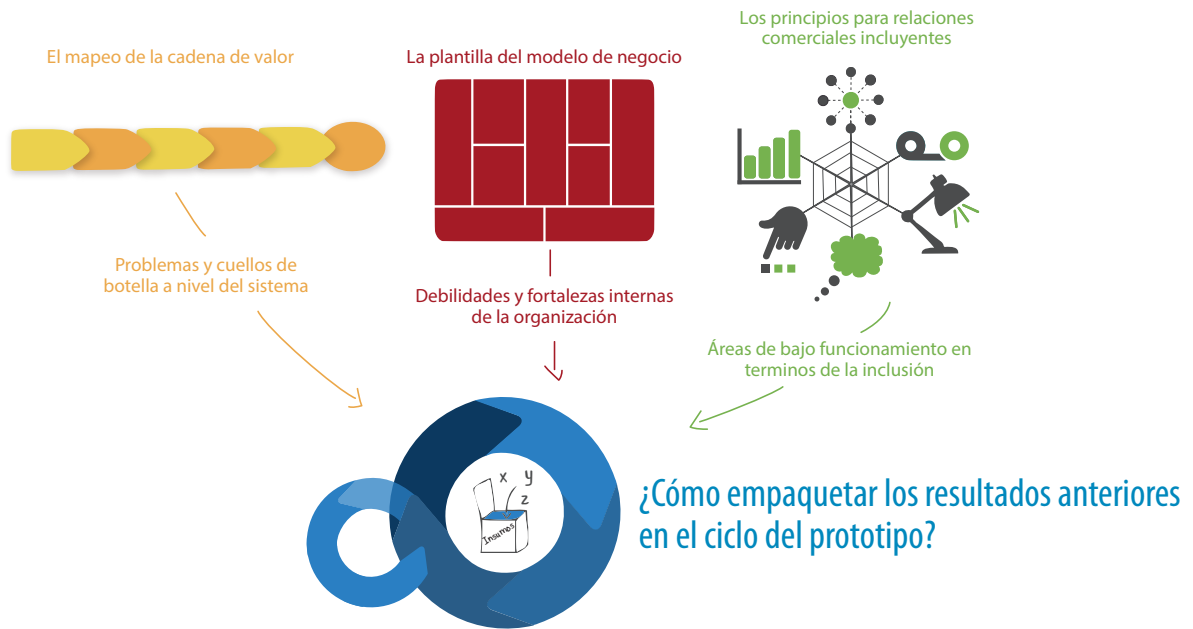 El mapeo de la cadena de valor
La plantilla del modelo de negocio
Los principios para relaciones
comerciales incluyentes
Problemas y cuellos de
botella a nivel del sistema
Debilidades y fortalezas internas
de la organización
Áreas de bajo funcionamiento en
terminos de la inclusión
x y
z
Insumos
¿Cómo empaquetar los resultados anteriores
en el ciclo del prototipo?